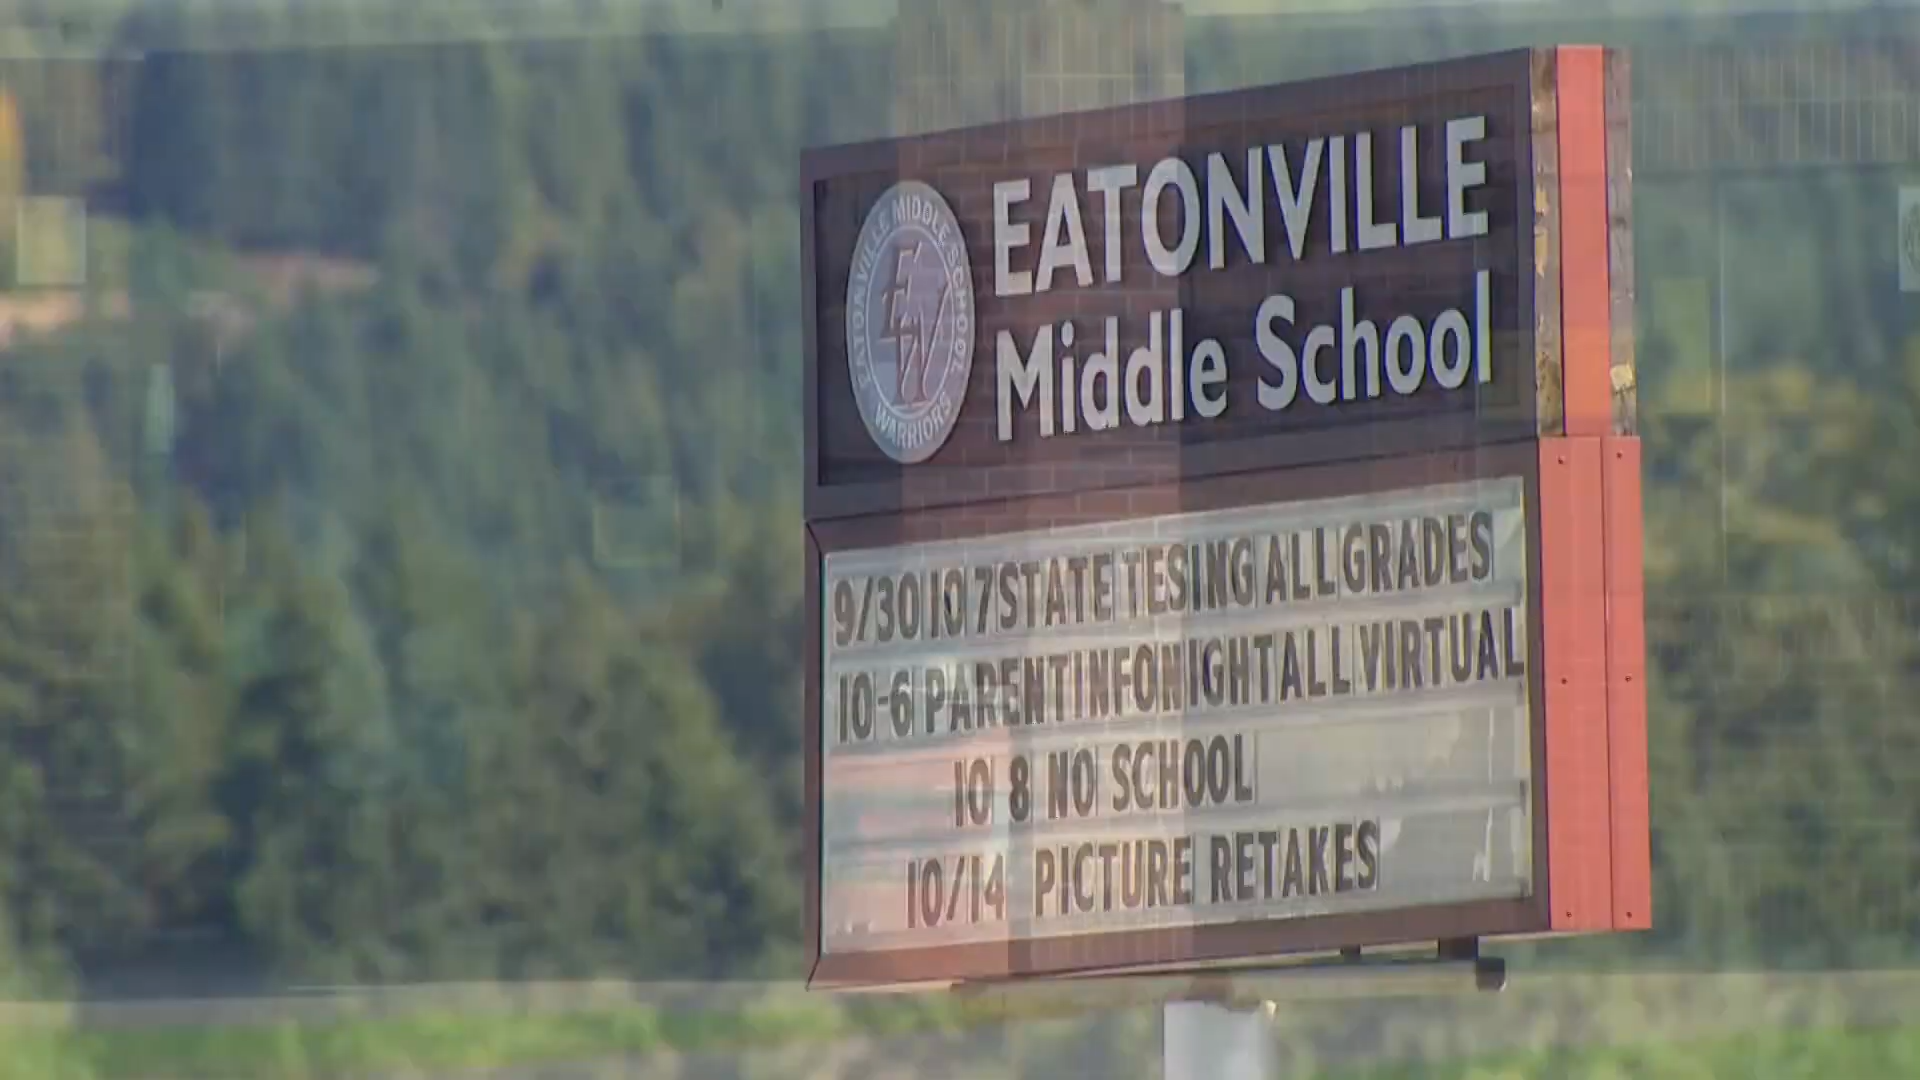 EATONVILLE MIDDLE SCHOOL
EW
WARRIORS
EATONVILLE
Middle School
9/30 10 7 STATE TESING ALL GRADES
10-6 PARENT INFO NIGHT ALL VIRTUAL
10 8 NO SCHOOL
10/14 PICTURE RETAKES